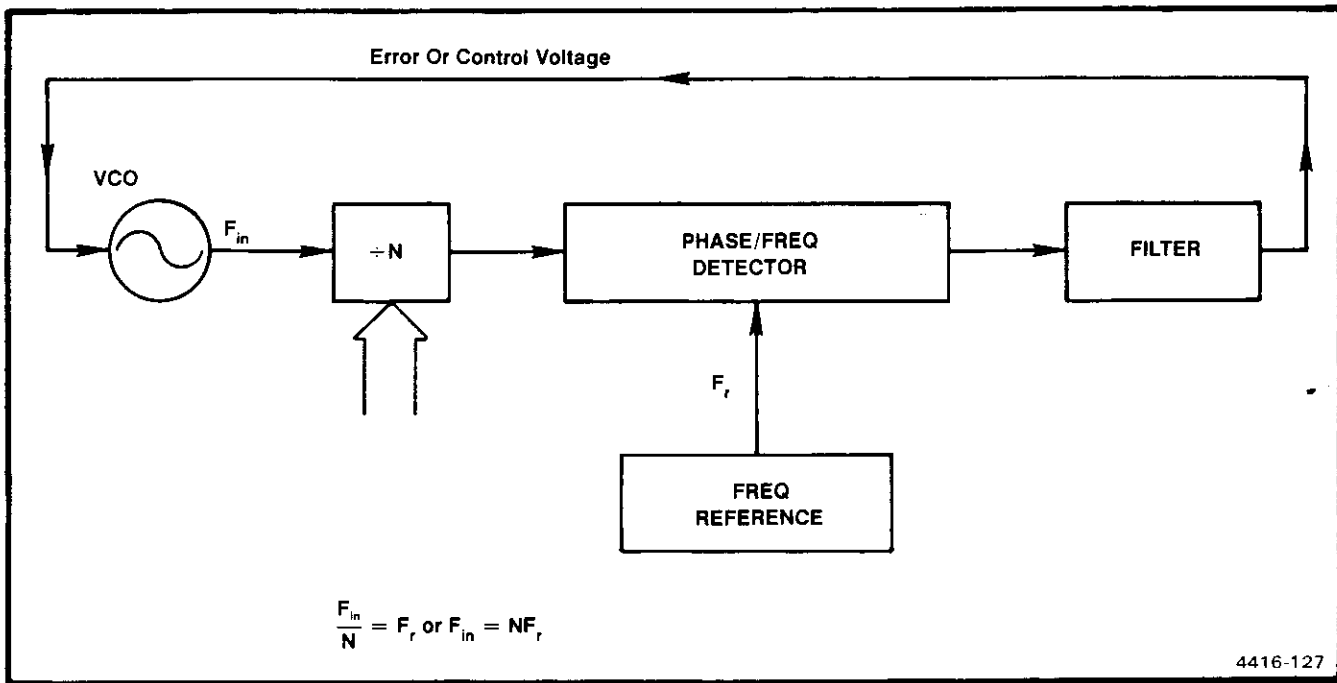 Error Or Control Voltage
VCO
F_in
÷N
PHASE/FREQ
DETECTOR
FILTER
F_r
FREQ
REFERENCE
F_in/N = F_r or F_in = NF_r
4416-127